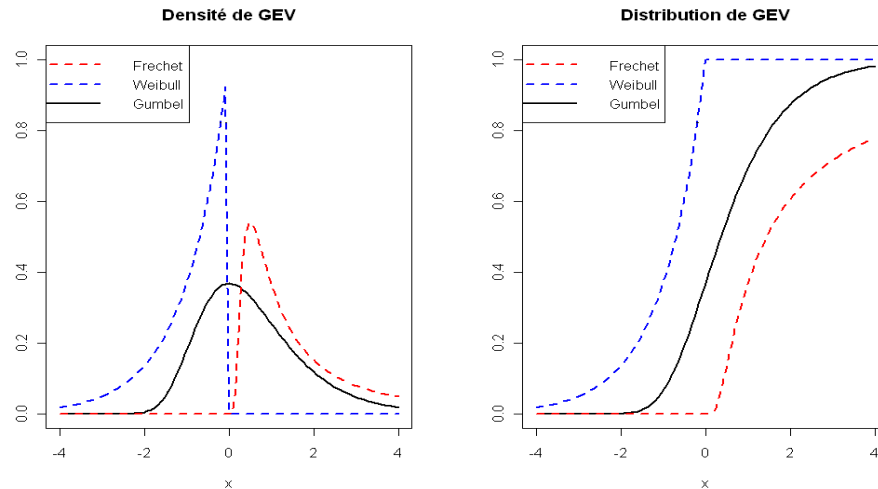 Densité de GEV
Frechet
Weibull
Gumbel
1.0
0.8
0.6
0.4
0.2
0.0
-4 -2 0 2 4
x
Distribution de GEV
Frechet
Weibull
Gumbel
1.0
0.8
0.6
0.4
0.2
0.0
-4 -2 0 2 4
x